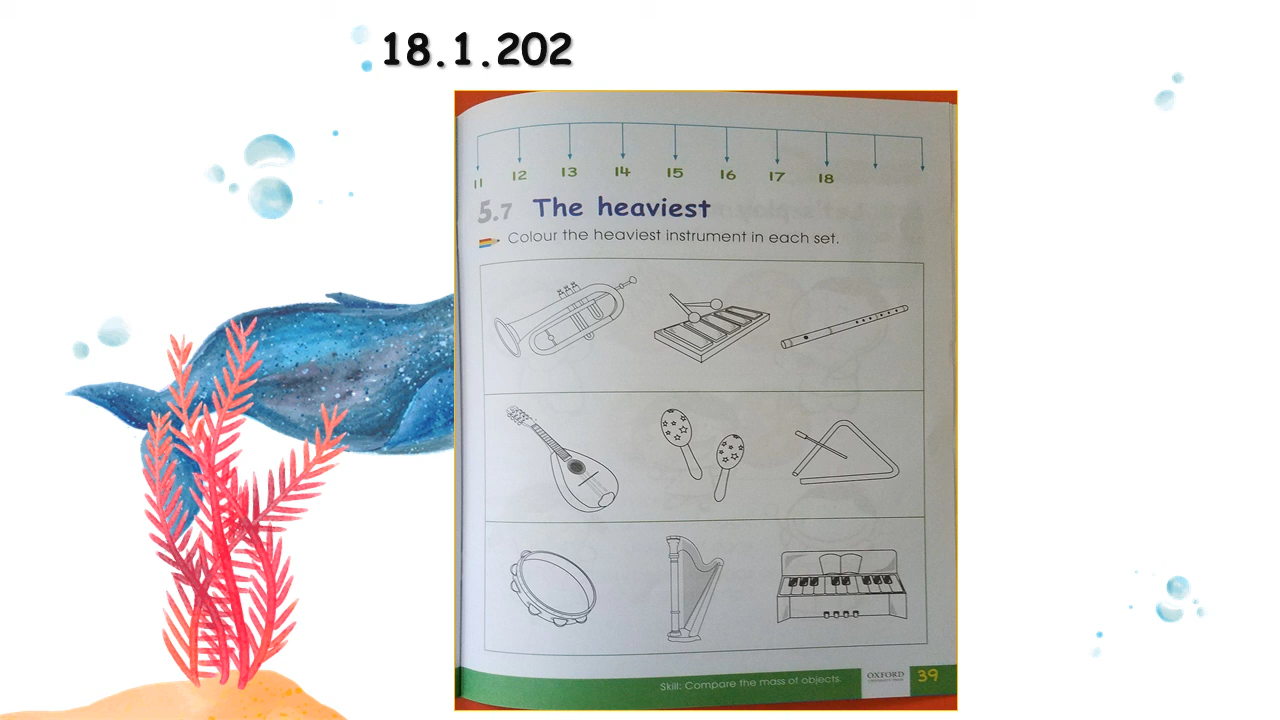 18.1.202
11 12 13 14 15 16 17 18
5.7 The heaviest
Colour the heaviest instrument in each set.
Skill: Compare the mass of objects.
OXFORD
39